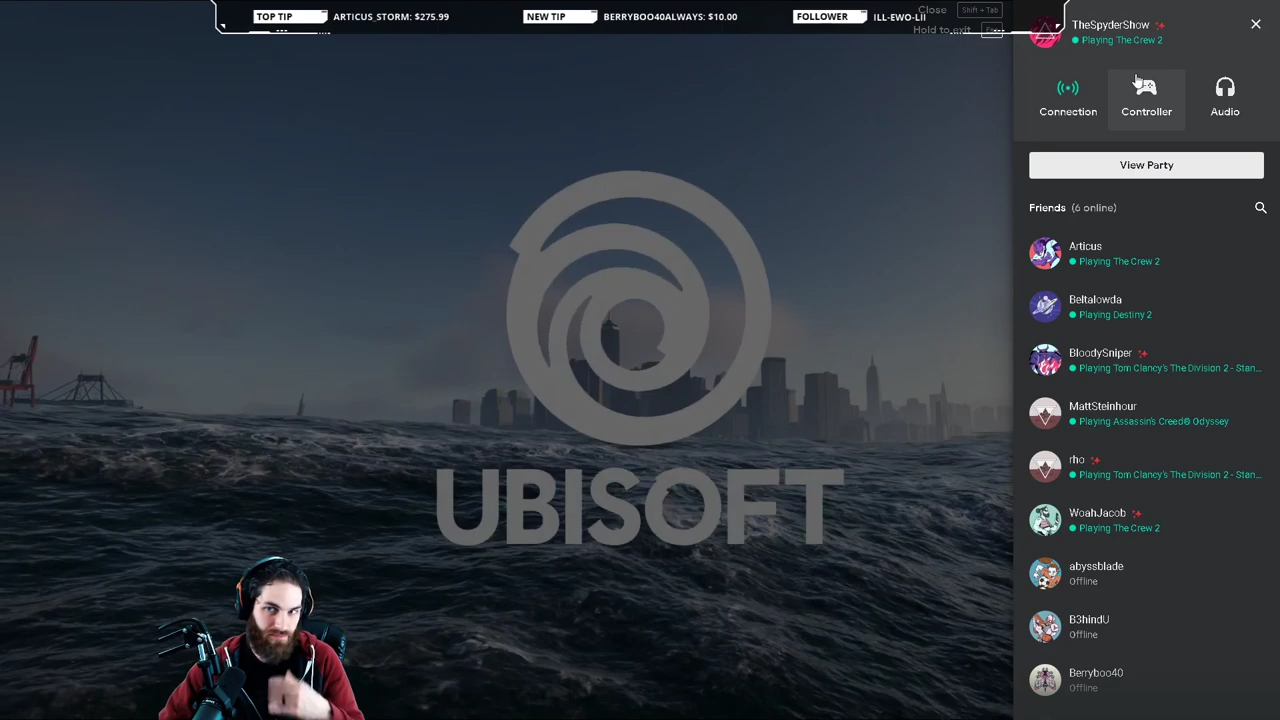 TOP TIP
ARTICUS_STORM: $275.99
NEW TIP
BERRYBOO40ALWAYS: $10.00
FOLLOWER
ILL-EWO-LII
Close
Shift + Tab
Hold to exit
TheSpyderShow
Playing The Crew 2
Connection
Controller
Audio
View Party
Friends (6 online)
Articus
Playing The Crew 2
Beltalowda
Playing Destiny 2
BloodySniper
Playing Tom Clancy's The Division 2 - Stan...
MattSteinhour
Playing Assassin's Creed® Odyssey
rho
Playing Tom Clancy's The Division 2 - Stan...
WoahJacob
Playing The Crew 2
abyssblade
Offline
B3hindU
Offline
Berryboo40
Offline
UBISOFT